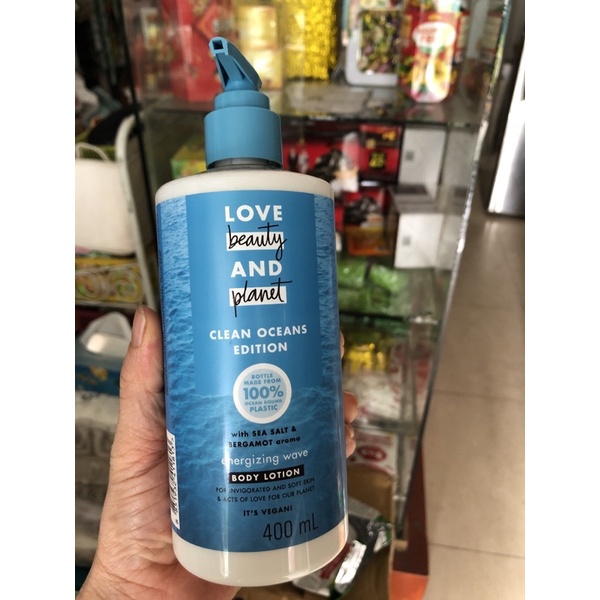 LOVE
beauty
AND
planet
CLEAN OCEANS
EDITION
BOTTLE
MADE FROM
100%
OCEAN BOUND
PLASTIC
with SEA SALT &
BERGAMOT aroma
energizing wave
BODY LOTION
FOR INVIGORATED AND SOFT SKIN
& ACTS OF LOVE FOR OUR PLANET
IT'S VEGAN!
400 mL